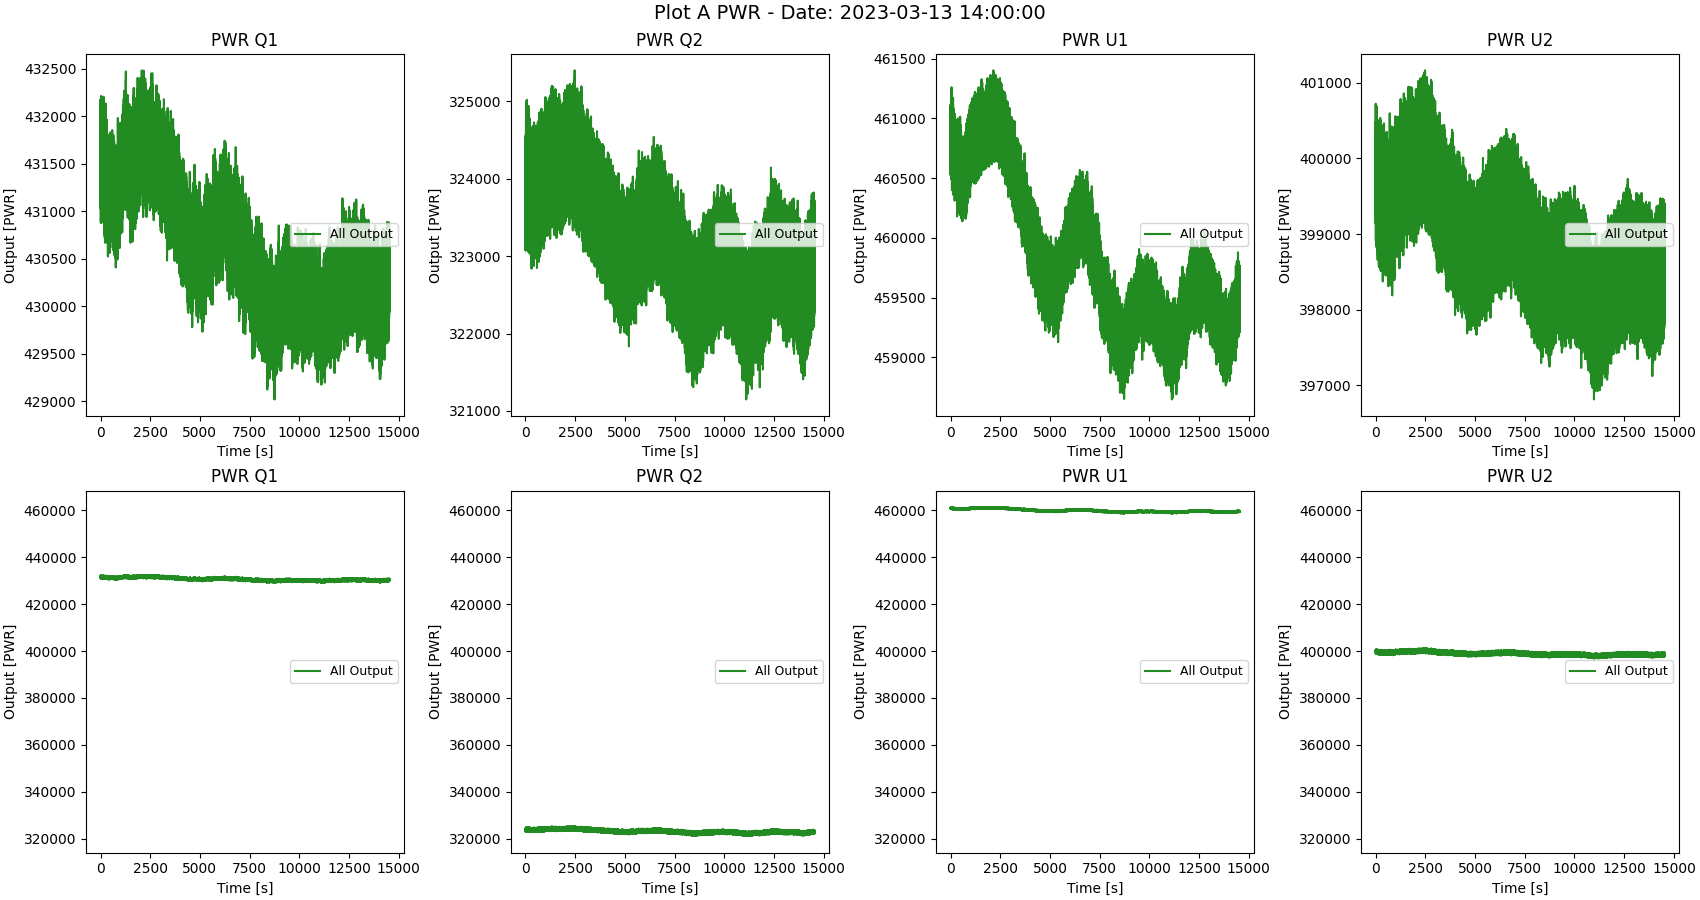 Plot A PWR - Date: 2023-03-13 14:00:00
PWR Q1
Output [PWR]
432500
432000
431500
431000
430500
430000
429500
429000
All Output
0 2500 5000 7500 10000 12500 15000
Time [s]
PWR Q2
Output [PWR]
325000
324000
323000
322000
321000
All Output
0 2500 5000 7500 10000 12500 15000
Time [s]
PWR U1
Output [PWR]
461500
461000
460500
460000
459500
459000
All Output
0 2500 5000 7500 10000 12500 15000
Time [s]
PWR U2
Output [PWR]
401000
400000
399000
398000
397000
All Output
0 2500 5000 7500 10000 12500 15000
Time [s]
PWR Q1
Output [PWR]
460000
440000
420000
400000
380000
360000
340000
320000
All Output
0 2500 5000 7500 10000 12500 15000
Time [s]
PWR Q2
Output [PWR]
460000
440000
420000
400000
380000
360000
340000
320000
All Output
0 2500 5000 7500 10000 12500 15000
Time [s]
PWR U1
Output [PWR]
460000
440000
420000
400000
380000
360000
340000
320000
All Output
0 2500 5000 7500 10000 12500 15000
Time [s]
PWR U2
Output [PWR]
460000
440000
420000
400000
380000
360000
340000
320000
All Output
0 2500 5000 7500 10000 12500 15000
Time [s]